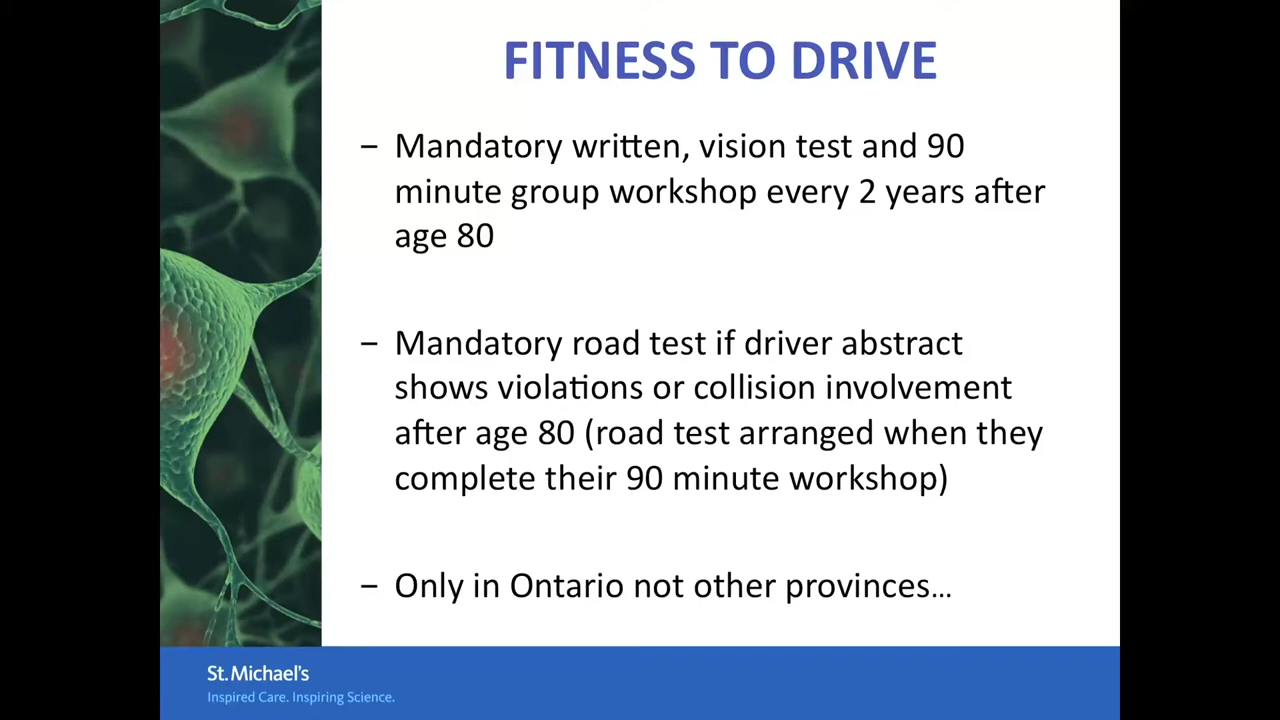 FITNESS TO DRIVE
– Mandatory written, vision test and 90
minute group workshop every 2 years after
age 80
– Mandatory road test if driver abstract
shows violations or collision involvement
after age 80 (road test arranged when they
complete their 90 minute workshop)
– Only in Ontario not other provinces…
St. Michael's
Inspired Care. Inspiring Science.